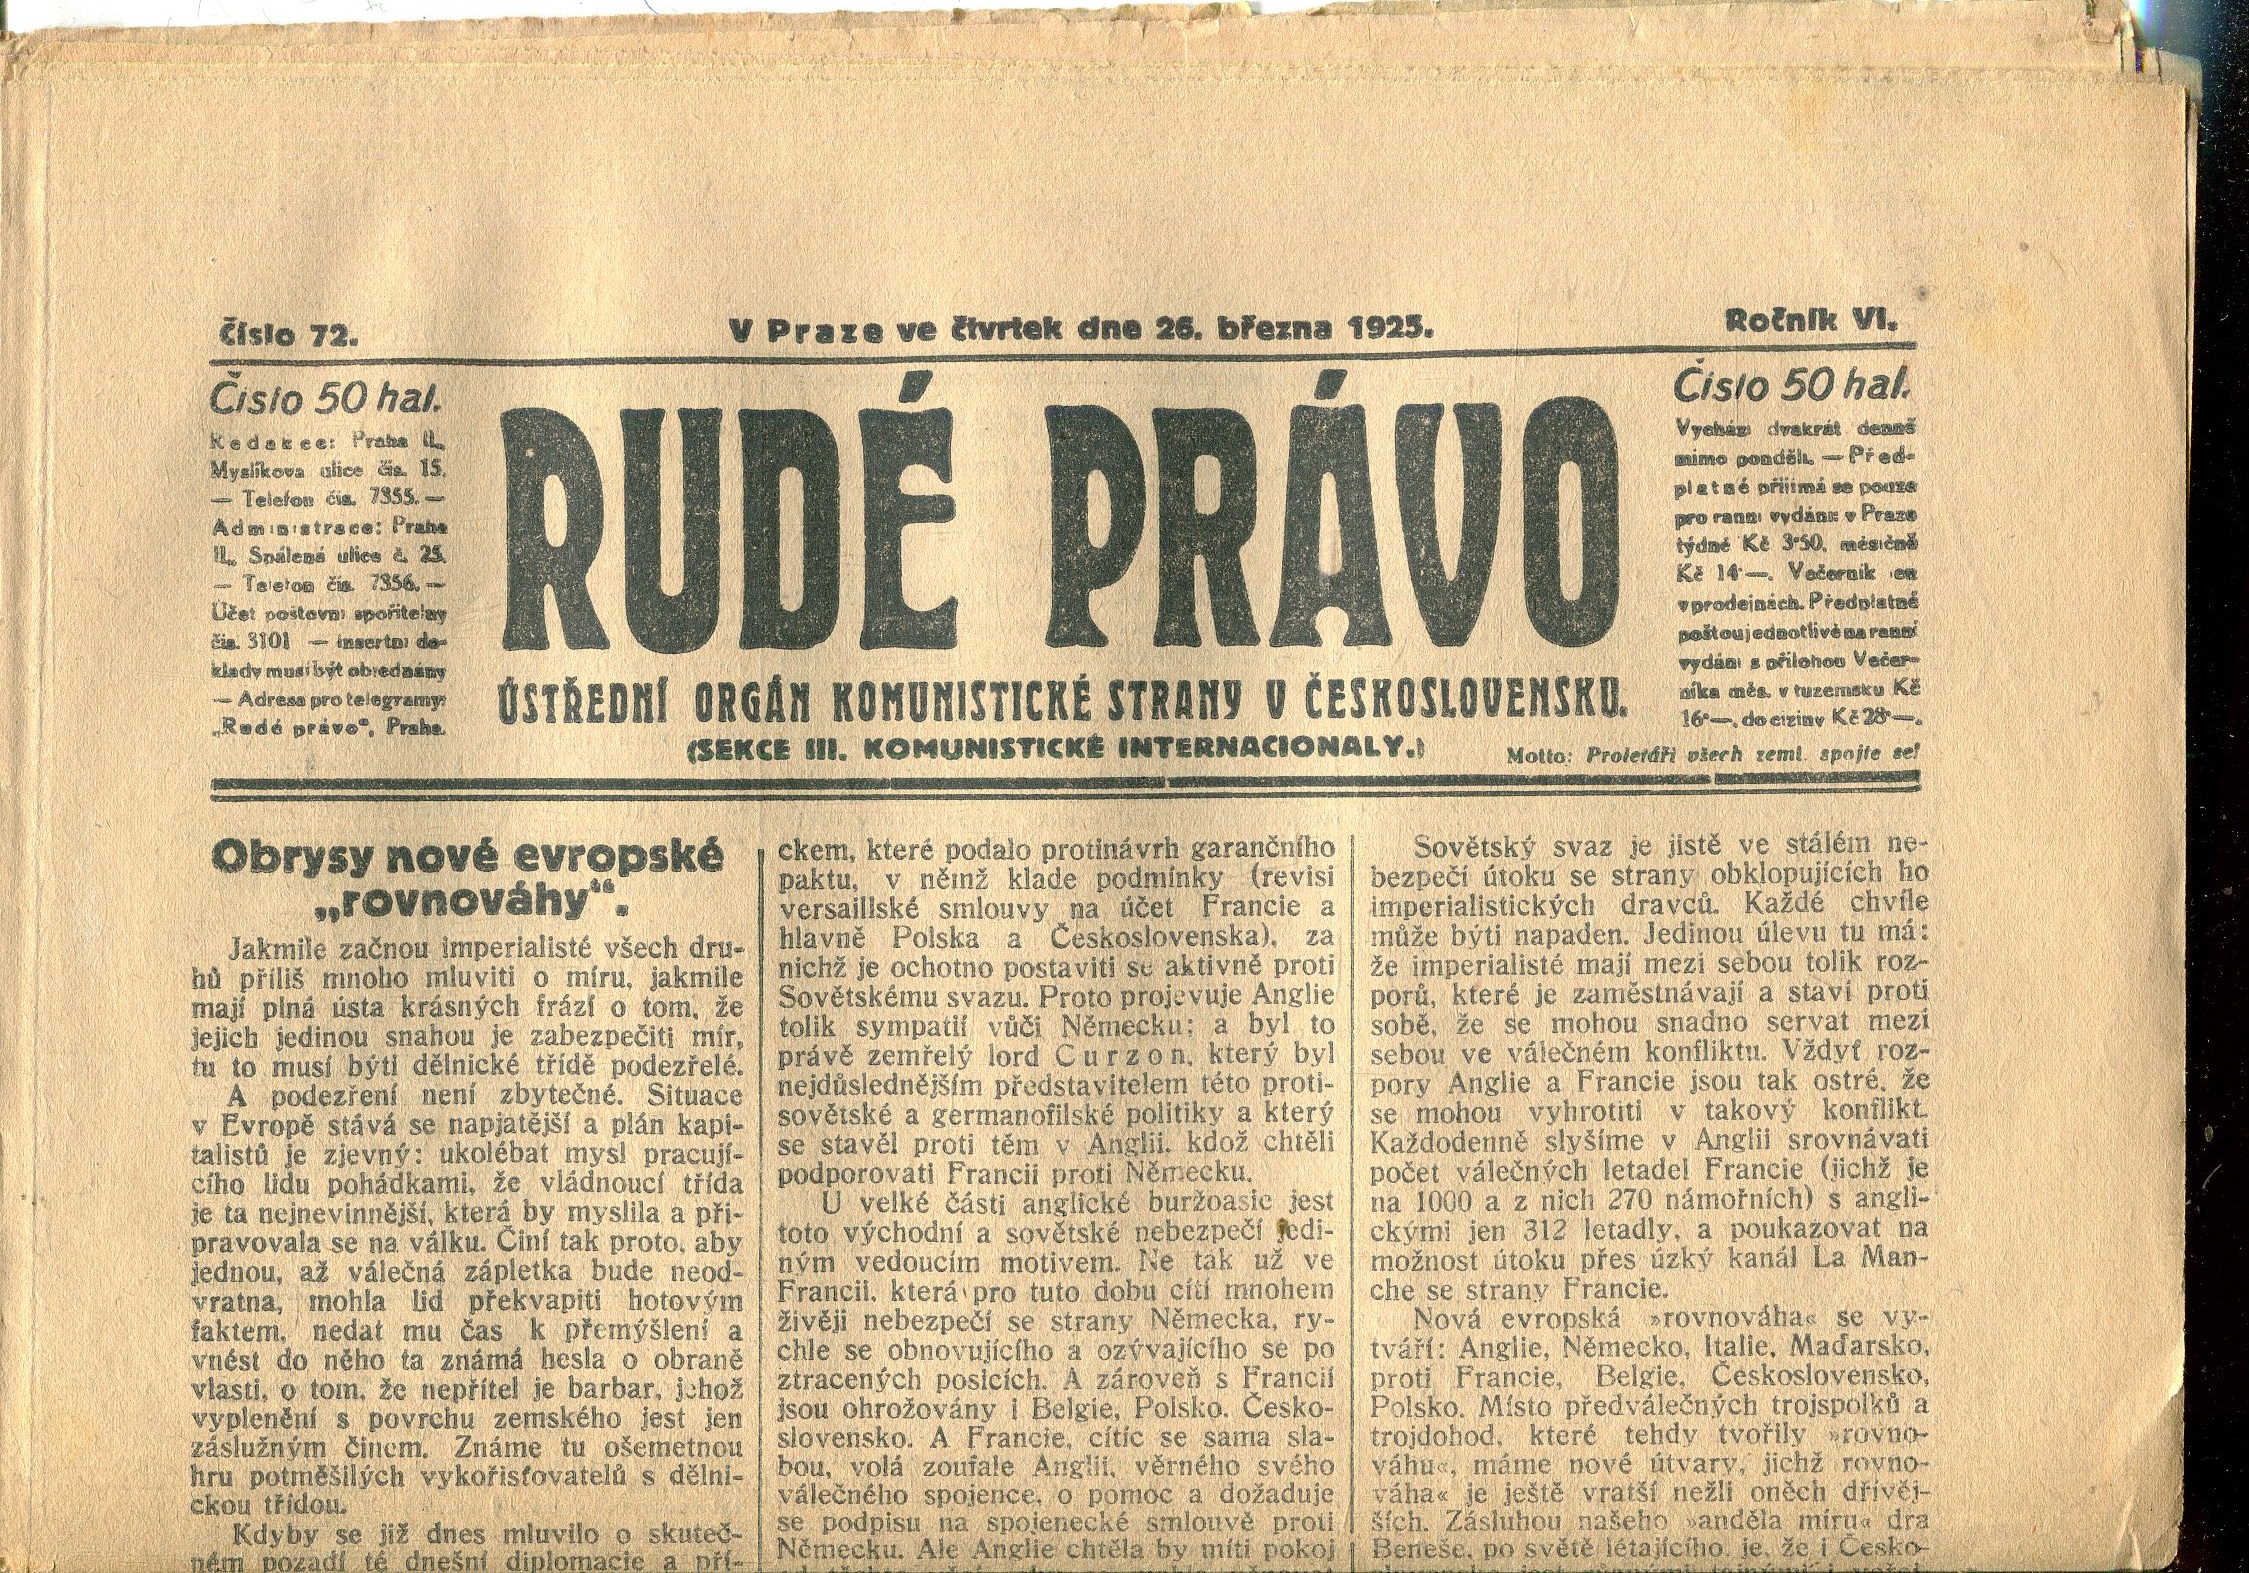 Číslo 72.
V Praze ve čtvrtek dne 26. března 1925.
Ročník VI.
Číslo 50 hal.
Redakce: Praha II.,
Myslíkova ulice čís. 15.
— Telefon čís. 7355. —
Administrace: Praha
II., Spálená ulice č. 25.
— Telefon čís. 7356. —
Účet poštovní spořitelny
čís. 3101 — Insertní do-
klady musí být objednány
— Adresa pro telegramy:
„Rudé právo“, Praha.
RUDÉ PRÁVO
ÚSTŘEDNÍ ORGÁN KOMUNISTICKÉ STRANY V ČESKOSLOVENSKU.
(SEKCE III. KOMUNISTICKÉ INTERNACIONALY.)
Číslo 50 hal.
Vychází dvakrát denně
mimo pondělí. — Před-
platné přijímá se pouze
pro ranní vydání: v Praze
týdně Kč 3·50, měsíčně
Kč 14·—. Večerník en
v prodejnách. Předplatné
poštou jednotlivě na ranní
vydání s přílohou Večer-
níka měs. v tuzemsku Kč
16·—, do ciziny Kč 28·—.
Motto: Proletáři všech zemí, spojte se!
Obrysy nové evropské
„rovnováhy“.
Jakmile začnou imperialisté všech dru-
hů příliš mnoho mluviti o míru, jakmile
mají plná ústa krásných frází o tom, že
jejich jedinou snahou je zabezpečiti mír,
tu to musí býti dělnické třídě podezřelé.
A podezření není zbytečné. Situace
v Evropě stává se napjatější a plán kapi-
talistů je zjevný: ukolébat mysl pracují-
cího lidu pohádkami, že vládnoucí třída
je ta nejnevinnější, která by myslila a při-
pravovala se na válku. Činí tak proto, aby
jednou, až válečná zápletka bude neod-
vratna, mohla lid překvapiti hotovým
faktem, nedat mu čas k přemýšlení a
vnést do něho ta známá hesla o obraně
vlasti, o tom, že nepřítel je barbar, jehož
vyplenění s povrchu zemského jest jen
záslužným činem. Známe tu ošemetnou
hru potměšilých vykořisťovatelů s dělni-
ckou třídou.
Kdyby se již dnes mluvilo o skuteč-
ném pozadí té dnešní diplomacie a pří-
ckem, které podalo protinávrh garančního
paktu, v němž klade podmínky (revisi
versaillské smlouvy na účet Francie a
hlavně Polska a Československa), za
nichž je ochotno postaviti se aktivně proti
Sovětskému svazu. Proto projevuje Anglie
tolik sympatií vůči Německu; a byl to
právě zemřelý lord Curzon, který byl
nejdůslednějším představitelem této proti-
sovětské a germanofilské politiky a který
se stavěl proti těm v Anglii, kdož chtěli
podporovati Francii proti Německu.
U velké části anglické buržoasie jest
toto východní a sovětské nebezpečí jedi-
ným vedoucím motivem. Ne tak už ve
Francii, která pro tuto dobu cítí mnohem
živěji nebezpečí se strany Německa, ry-
chle se obnovujícího a ozývajícího se po
ztracených posicích. A zároveň s Francií
jsou ohrožovány i Belgie, Polsko, Česko-
slovensko. A Francie, cítíc se sama sla-
bou, volá zoufale Anglii, věrného svého
válečného spojence, o pomoc a dožaduje
se podpisu na spojenecké smlouvě proti
Německu. Ale Anglie chtěla by míti pokoj
Sovětský svaz je jistě ve stálém ne-
bezpečí útoku se strany obklopujících ho
imperialistických dravců. Každé chvíle
může býti napaden. Jedinou úlevu tu má:
že imperialisté mají mezi sebou tolik roz-
porů, které je zaměstnávají a staví proti
sobě, že se mohou snadno servat mezi
sebou ve válečném konfliktu. Vždyť roz-
pory Anglie a Francie jsou tak ostré, že
se mohou vyhrotiti v takový konflikt.
Každodenně slyšíme v Anglii srovnávati
počet válečných letadel Francie (jichž je
na 1000 a z nich 270 námořních) s angli-
ckými jen 312 letadly, a poukazovat na
možnost útoku přes úzký kanál La Man-
che se strany Francie.
Nová evropská »rovnováha« se vy-
tváří: Anglie, Německo, Italie, Maďarsko,
proti Francie, Belgie, Československo,
Polsko. Místo předválečných trojspolků a
trojdohod, které tehdy tvořily »rovno-
váhu«, máme nové útvary, jichž rovno-
váha« je ještě vratší nežli oněch dřívěj-
ších. Zásluhou našeho »anděla míru« dra
Beneše, po světě létajícího, je, že i Česko-